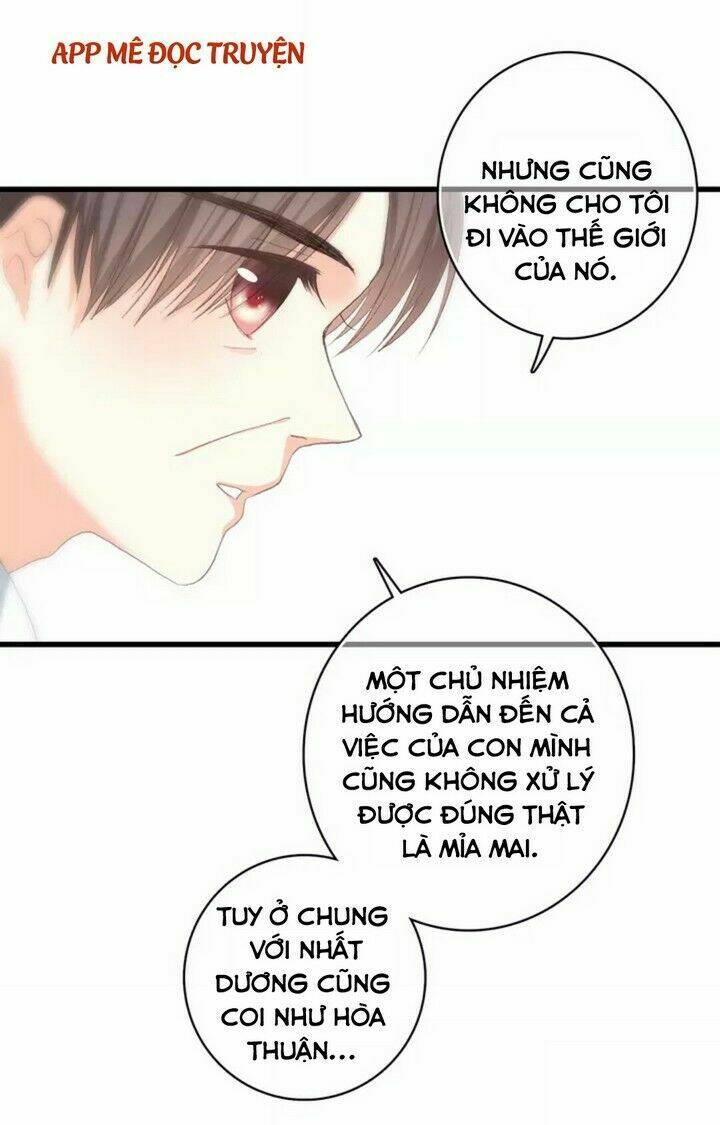 APP MÊ ĐỌC TRUYỆN
NHƯNG CŨNG
KHÔNG CHO TÔI
ĐI VÀO THẾ GIỚI
CỦA NÓ.
MỘT CHỦ NHIỆM
HƯỚNG DẪN ĐẾN CẢ
VIỆC CỦA CON MÌNH
CŨNG KHÔNG XỬ LÝ
ĐƯỢC ĐÚNG THẬT
LÀ MỈA MAI.
TUY Ở CHUNG
VỚI NHẤT
DƯƠNG CŨNG
COI NHƯ HÒA
THUẬN...